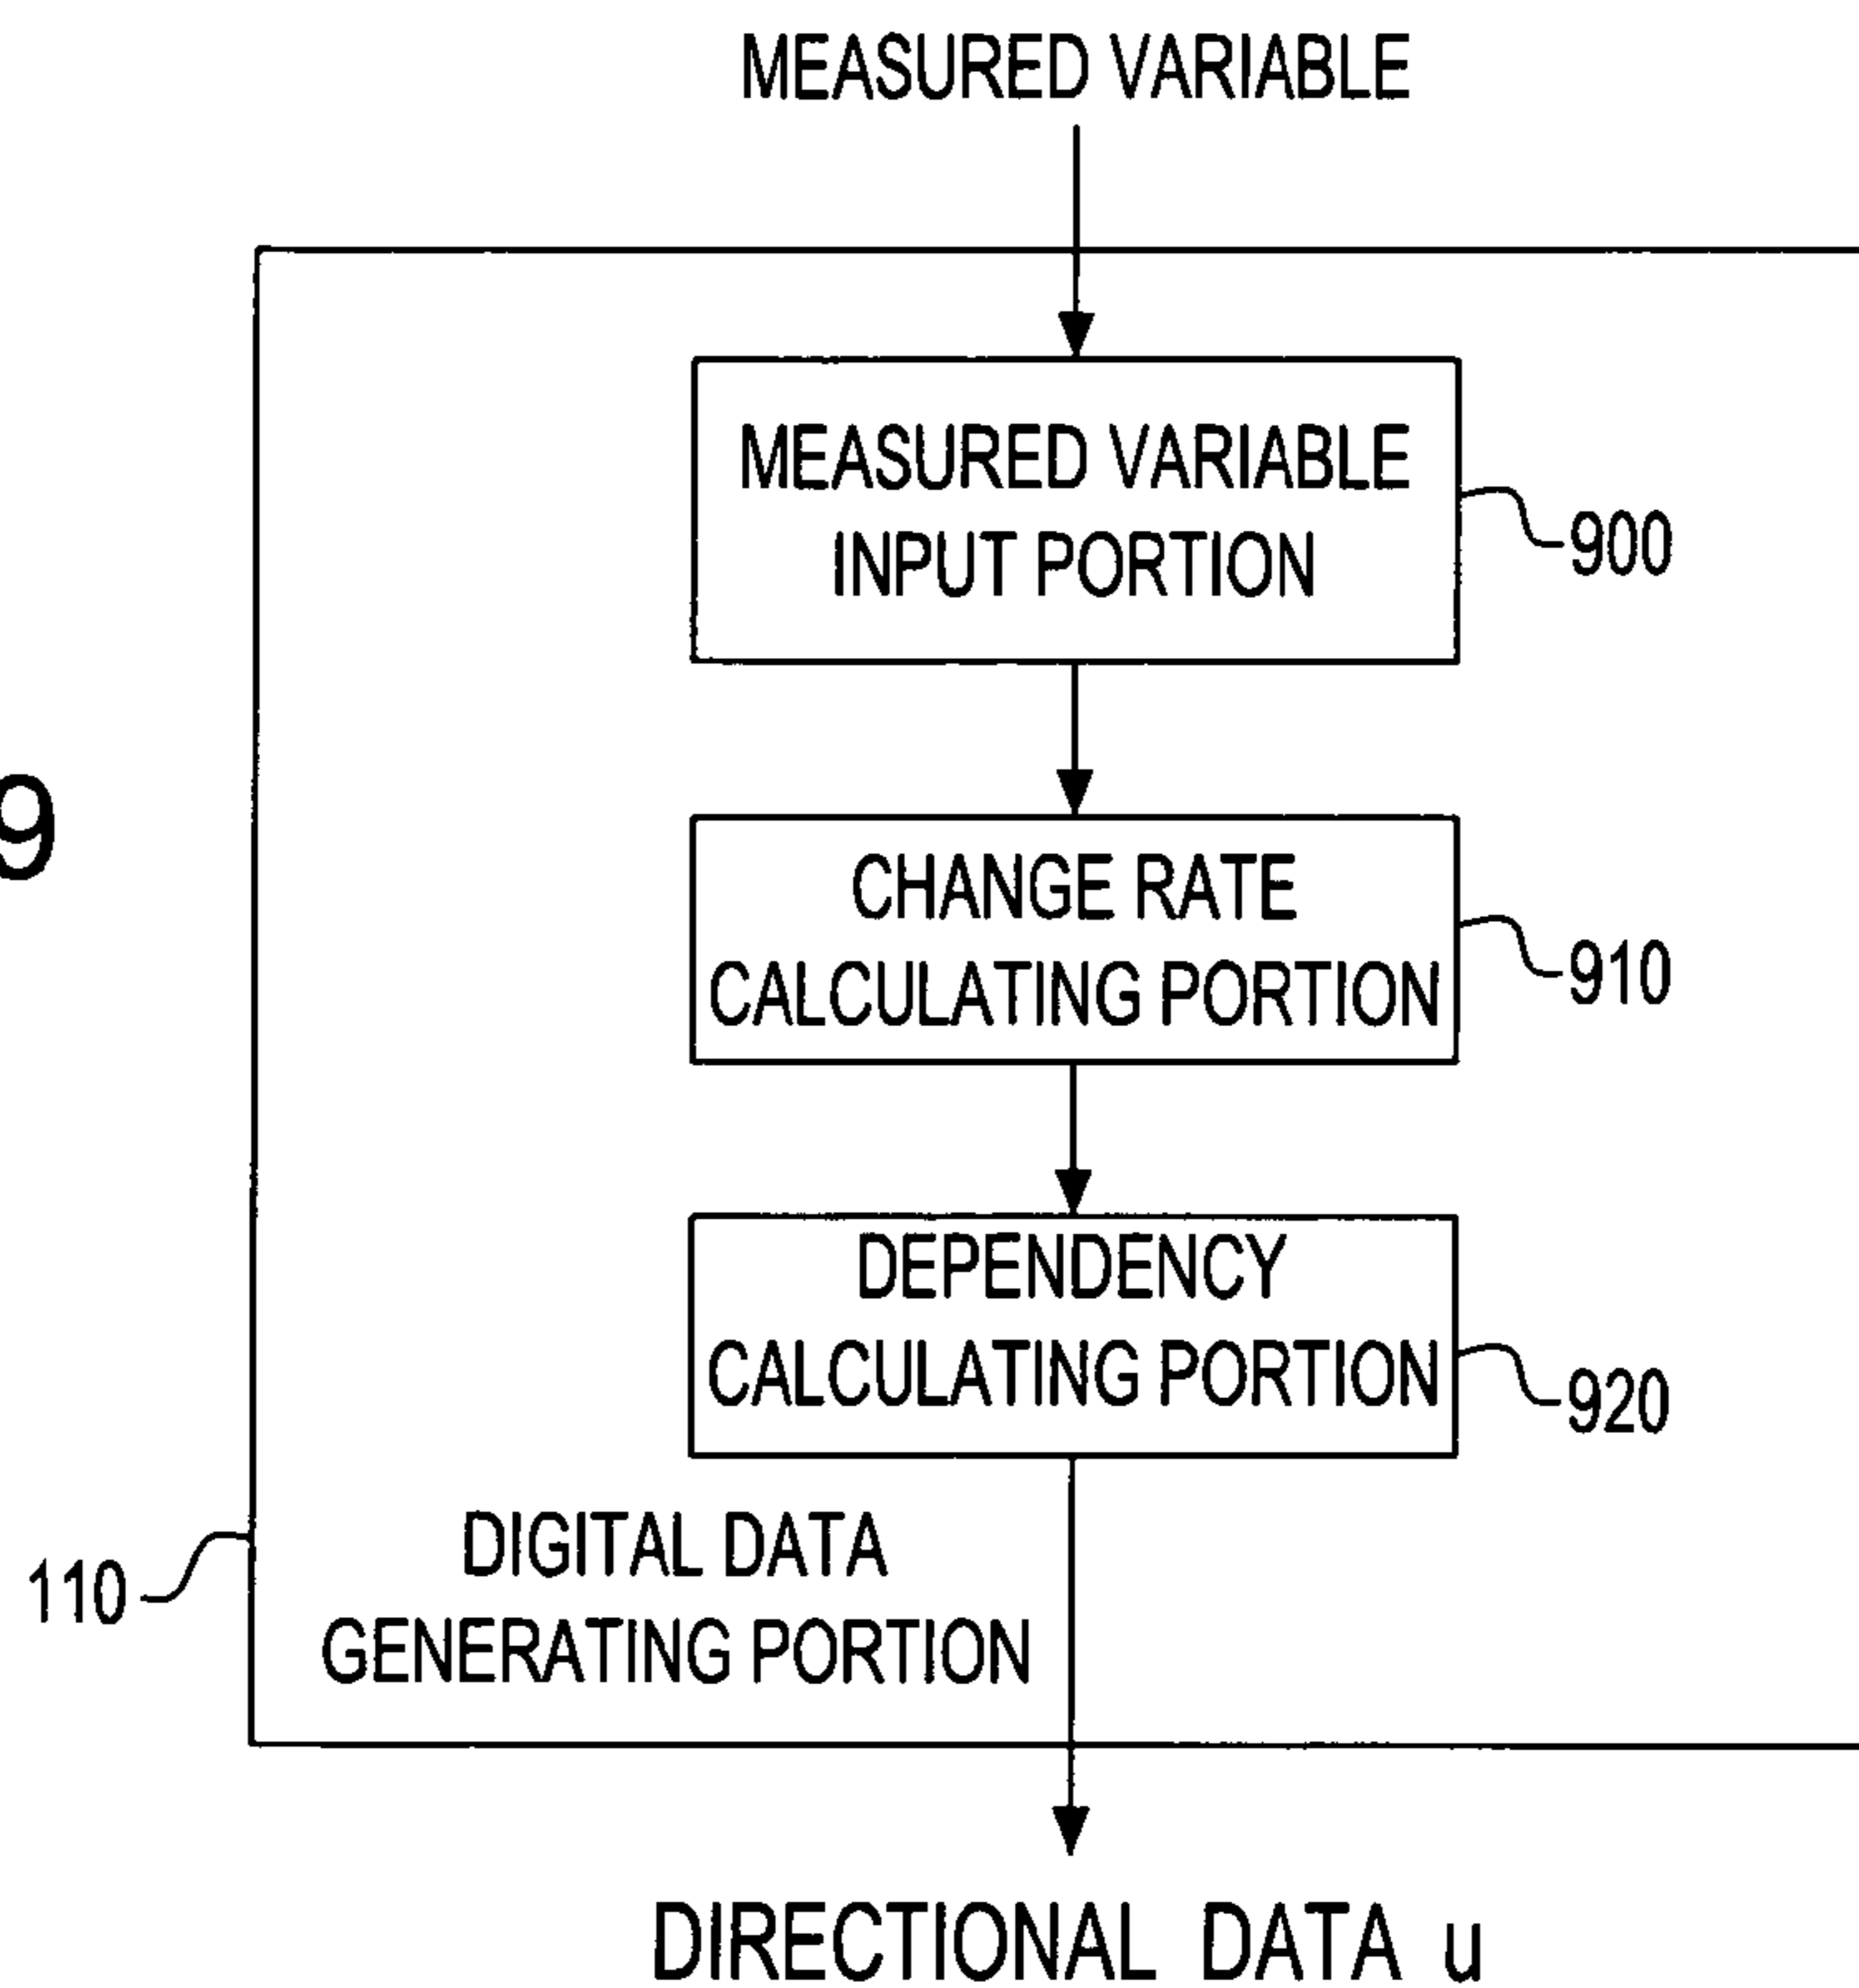 MEASURED VARIABLE
MEASURED VARIABLE
INPUT PORTION
900
9
CHANGE RATE
CALCULATING PORTION
910
DEPENDENCY
CALCULATING PORTION
920
DIGITAL DATA
GENERATING PORTION
110
DIRECTIONAL DATA u